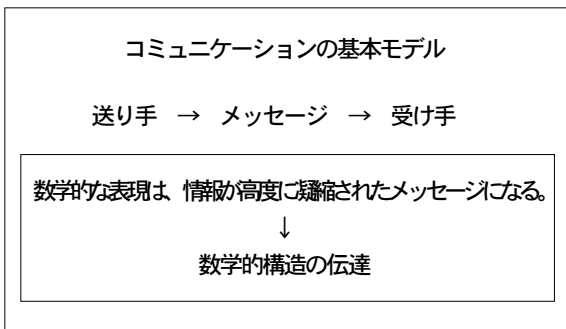 コミュニケーションの基本モデル
送り手 → メッセージ → 受け手
数学的な表現は、情報が高度に凝縮されたメッセージになる。
↓
数学的構造の伝達